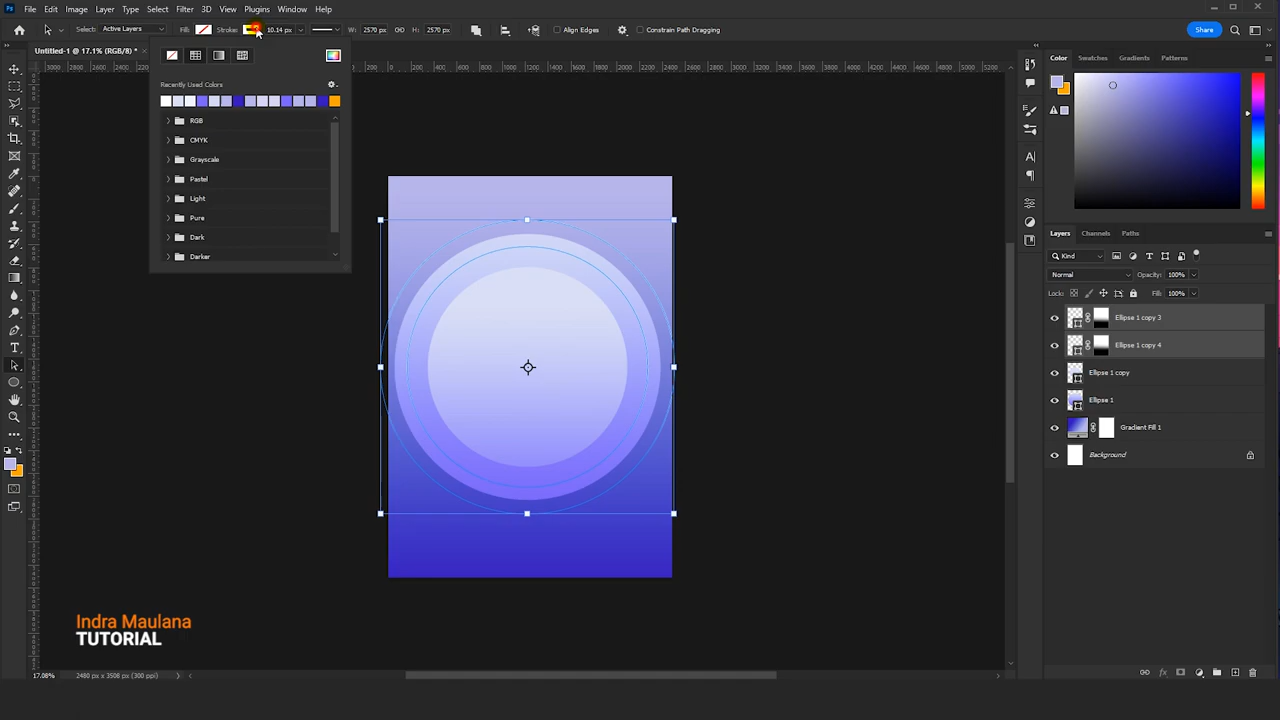 File Edit Image Layer Type Select Filter 3D View Plugins Window Help
Select: Active Layers Fill: Stroke: 10.14 px W: 2570 px H: 2570 px Align Edges Constrain Path Dragging Share
Untitled-1 @ 17.1% (RGB/8) *
Recently Used Colors
RGB
CMYK
Grayscale
Pastel
Light
Pure
Dark
Darker
Color Swatches Gradients Patterns
Layers Channels Paths
Kind
Normal Opacity: 100%
Lock: Fill: 100%
Ellipse 1 copy 3
Ellipse 1 copy 4
Ellipse 1 copy
Ellipse 1
Gradient Fill 1
Background
Indra Maulana
TUTORIAL
17.08% 2480 px x 3508 px (300 ppi)